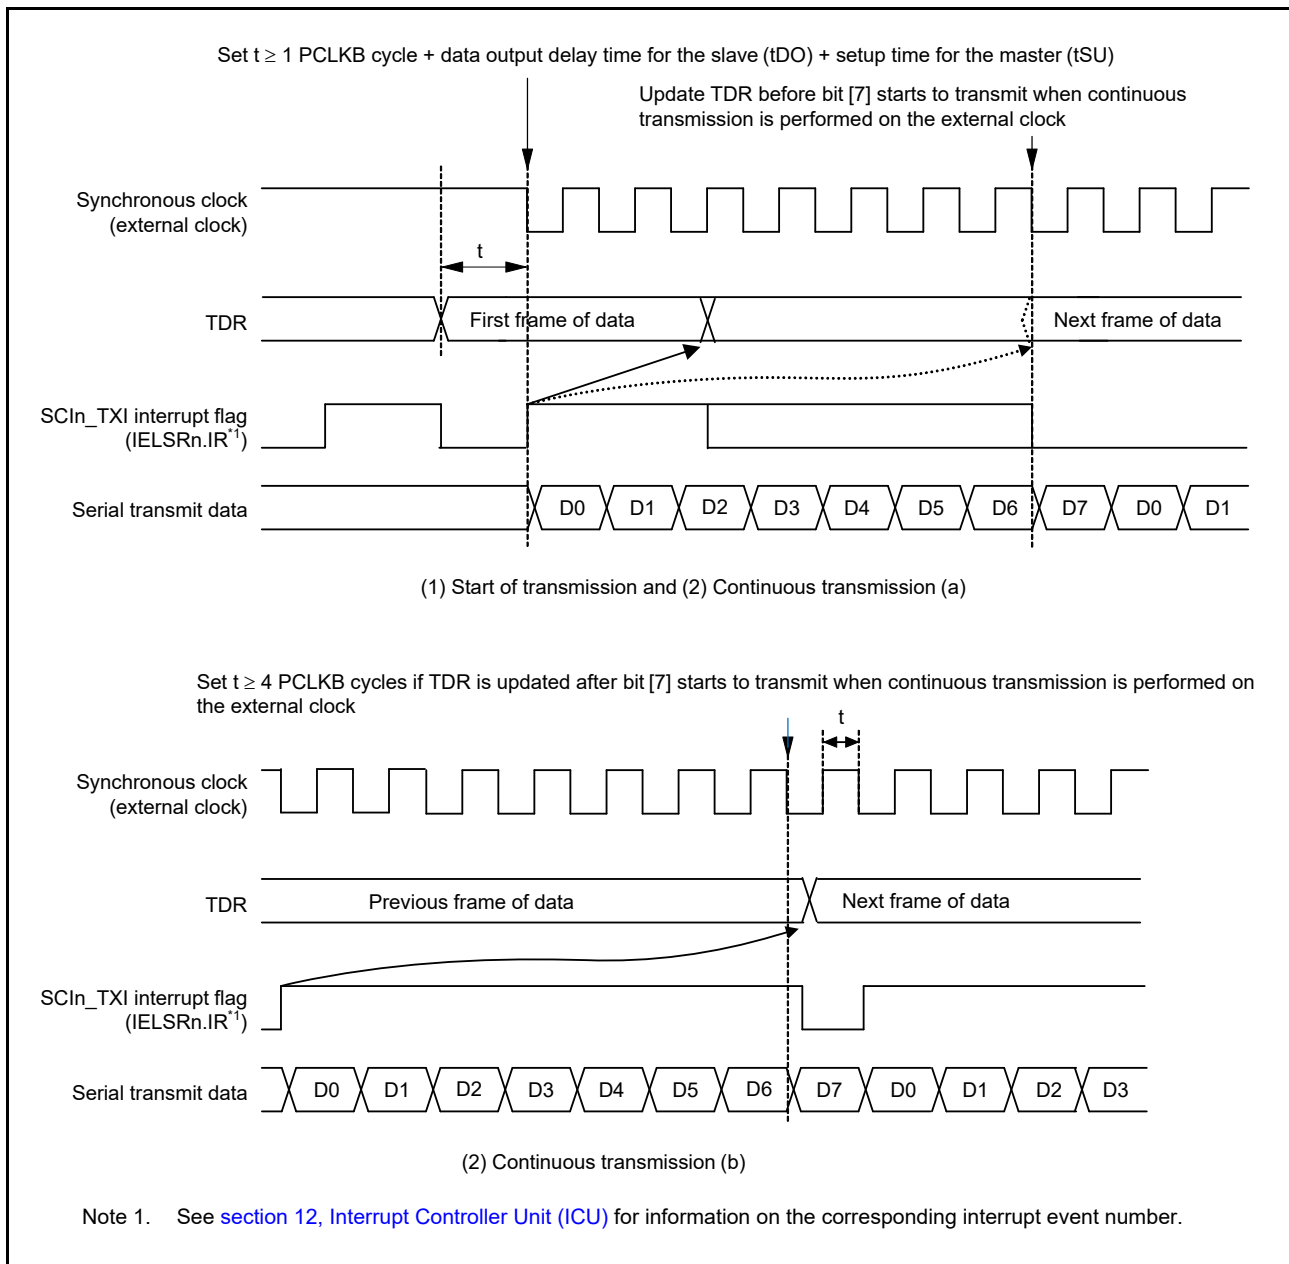 Set t ≥ 1 PCLKB cycle + data output delay time for the slave (tDO) + setup time for the master (tSU)
Update TDR before bit [7] starts to transmit when continuous
transmission is performed on the external clock
Synchronous clock
(external clock)
t
TDR
First frame of data
Next frame of data
SCIn_TXI interrupt flag
(IELSRn.IR*1)
Serial transmit data
D0 D1 D2 D3 D4 D5 D6 D7 D0 D1
(1) Start of transmission and (2) Continuous transmission (a)
Set t ≥ 4 PCLKB cycles if TDR is updated after bit [7] starts to transmit when continuous transmission is performed on
the external clock
t
Synchronous clock
(external clock)
TDR
Previous frame of data
Next frame of data
SCIn_TXI interrupt flag
(IELSRn.IR*1)
Serial transmit data
D0 D1 D2 D3 D4 D5 D6 D7 D0 D1 D2 D3
(2) Continuous transmission (b)
Note 1. See section 12, Interrupt Controller Unit (ICU) for information on the corresponding interrupt event number.